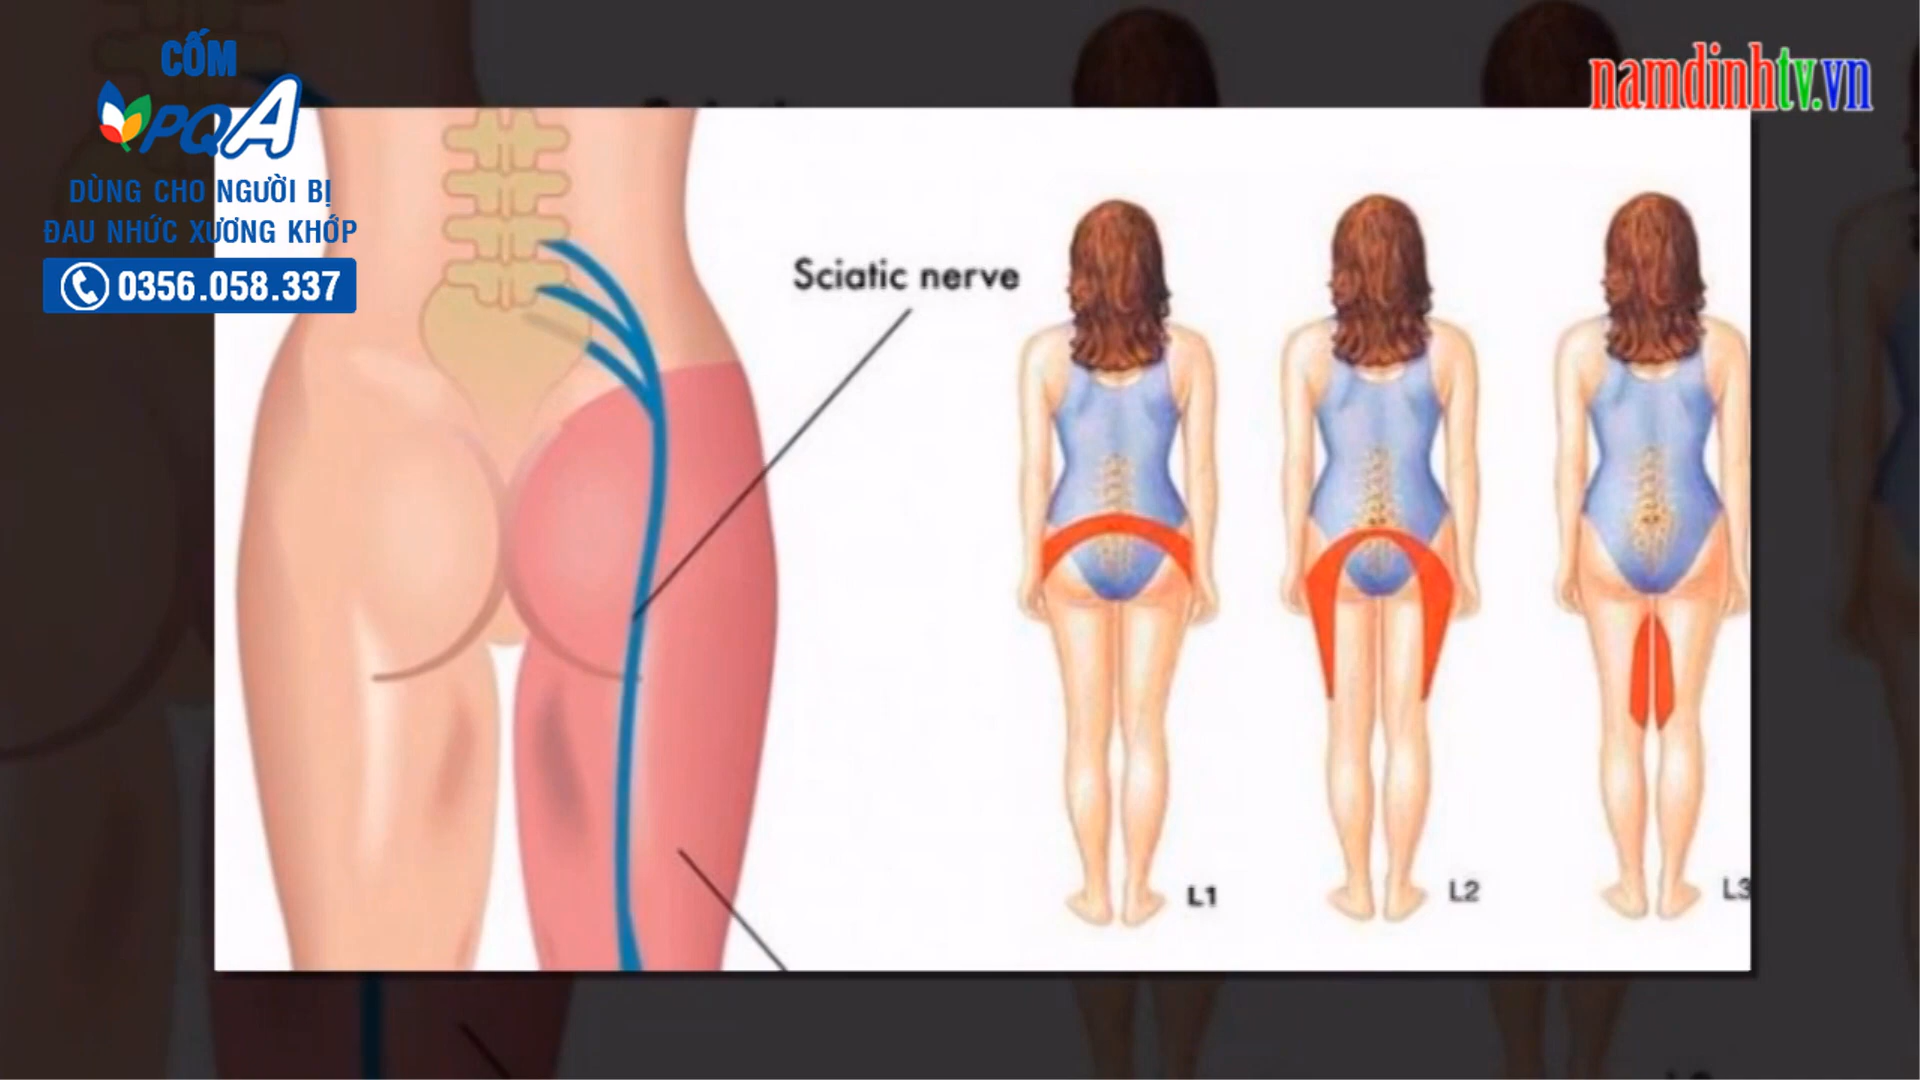 CỐM
PQA
DÙNG CHO NGƯỜI BỊ
ĐAU NHỨC XƯƠNG KHỚP
0356.058.337
namdinhtv.vn
Sciatic nerve
L1
L2
L3